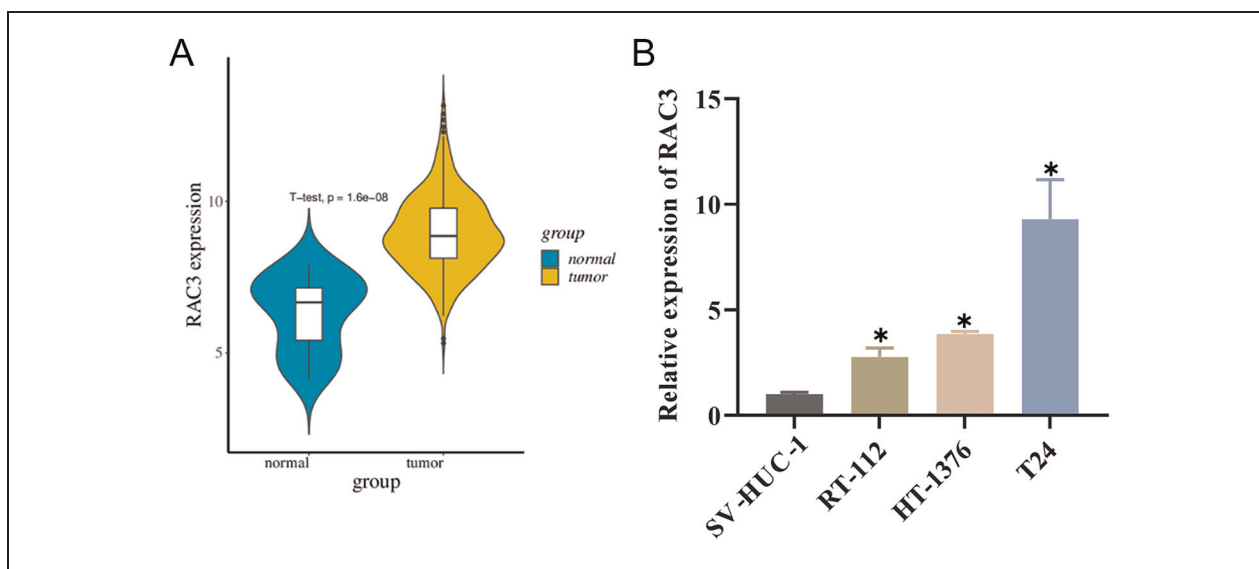 A
RAC3 expression
10
5
T-test, p = 1.6e-08
normal
tumor
group
group
normal
tumor
B
Relative expression of RAC3
15
10
5
0
*
*
*
SV-HUC-1
RT-112
HT-1376
T24